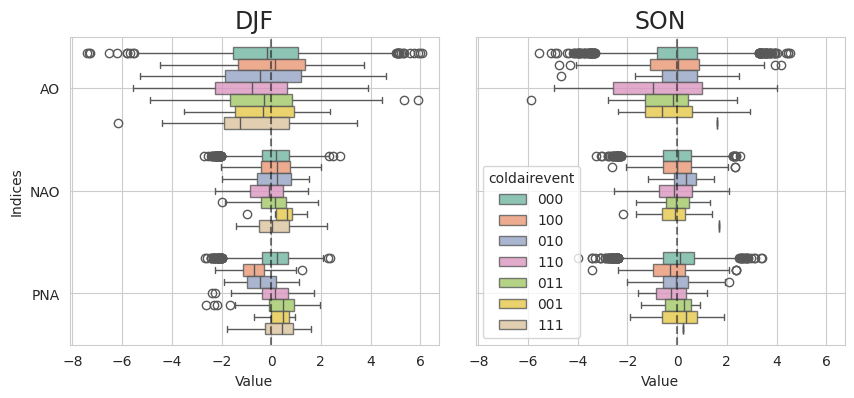 DJF
SON
Indices
AO
NAO
PNA
coldairevent
000
100
010
110
011
001
111
−8 −6 −4 −2 0 2 4 6
−8 −6 −4 −2 0 2 4 6
Value
Value